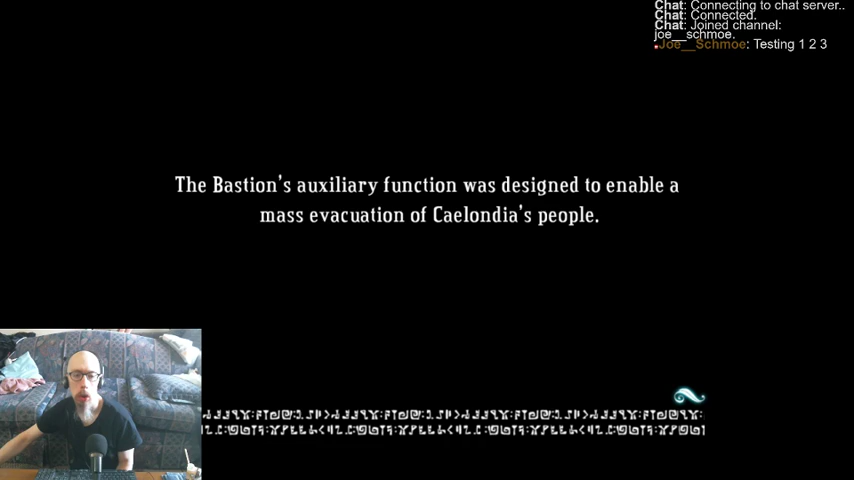 Chat: Connecting to chat server..
Chat: Connected.
Chat: Joined channel:
joe__schmoe.
Joe__Schmoe: Testing 1 2 3
The Bastion's auxiliary function was designed to enable a
mass evacuation of Caelondia's people.